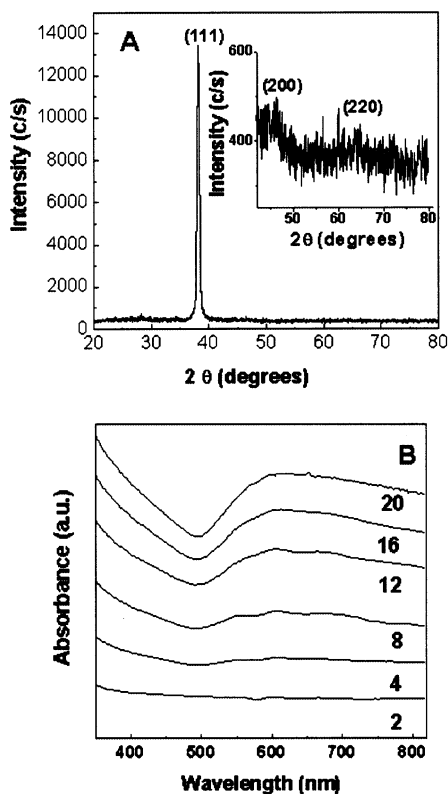 A
(111)
Intensity (c/s)
14000
12000
10000
8000
6000
4000
2000
0
20 30 40 50 60 70 80
2 θ (degrees)
600
400
Intensity (c/s)
(200)
(220)
50 60 70 80
2θ (degrees)
B
Absorbance (a.u.)
20
16
12
8
4
2
400 500 600 700 800
Wavelength (nm)